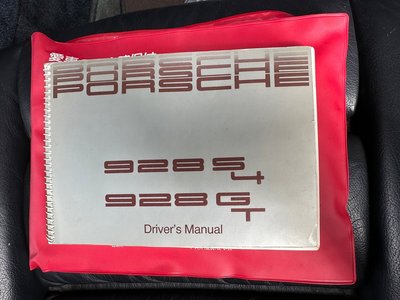 PORSCHE
PORSCHE
928 S4
928 GT
Driver's Manual